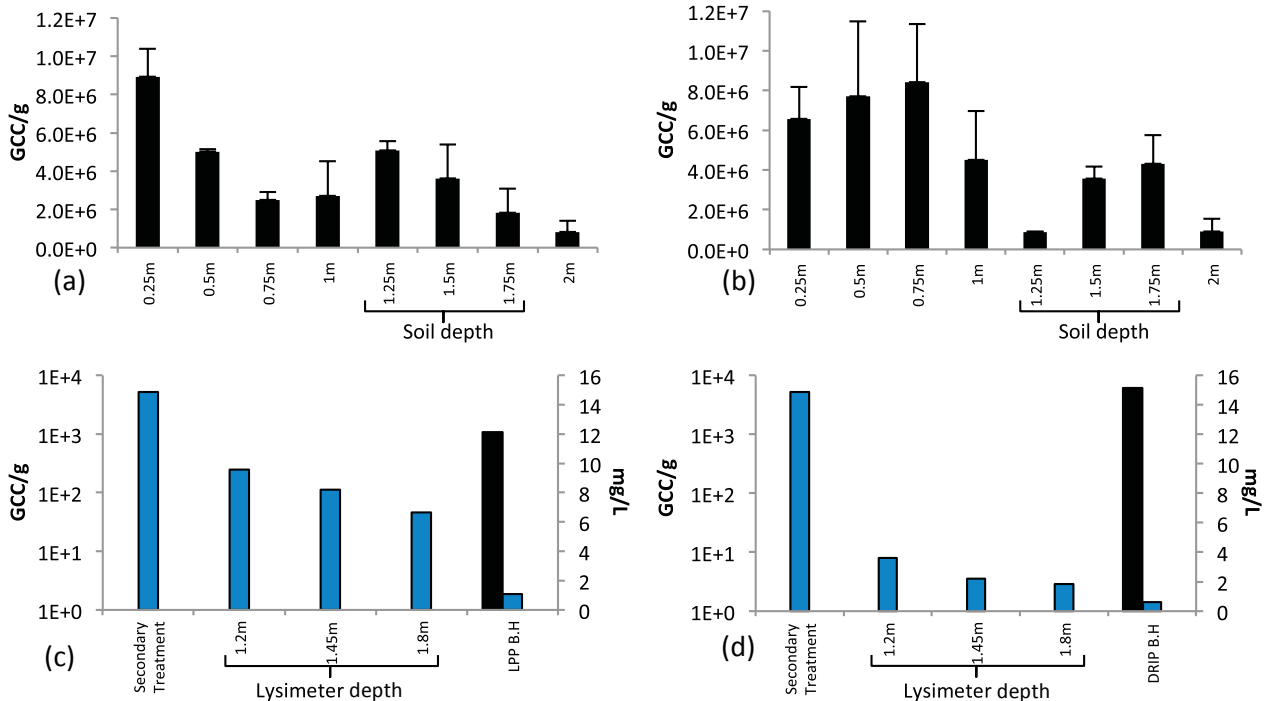 1.2E+7
1.0E+7
8.0E+6
6.0E+6
4.0E+6
2.0E+6
0.0E+0
GCC/g
0.25m
0.5m
0.75m
1m
1.25m
1.5m
1.75m
2m
(a)
Soil depth
1.2E+7
1.2E+7
1.0E+7
8.0E+6
6.0E+6
4.0E+6
2.0E+6
0.0E+0
GCC/g
0.25m
0.5m
0.75m
1m
1.25m
1.5m
1.75m
2m
(b)
Soil depth
1E+4
1E+3
1E+2
1E+1
1E+0
GCC/g
16
14
12
10
8
6
4
2
0
mg/L
Secondary
Treatment
1.2m
1.45m
1.8m
LPP B.H
(c)
Lysimeter depth
1E+4
1E+3
1E+2
1E+1
1E+0
GCC/g
16
14
12
10
8
6
4
2
0
mg/L
Secondary
Treatment
1.2m
1.45m
1.8m
DRIP B.H
(d)
Lysimeter depth